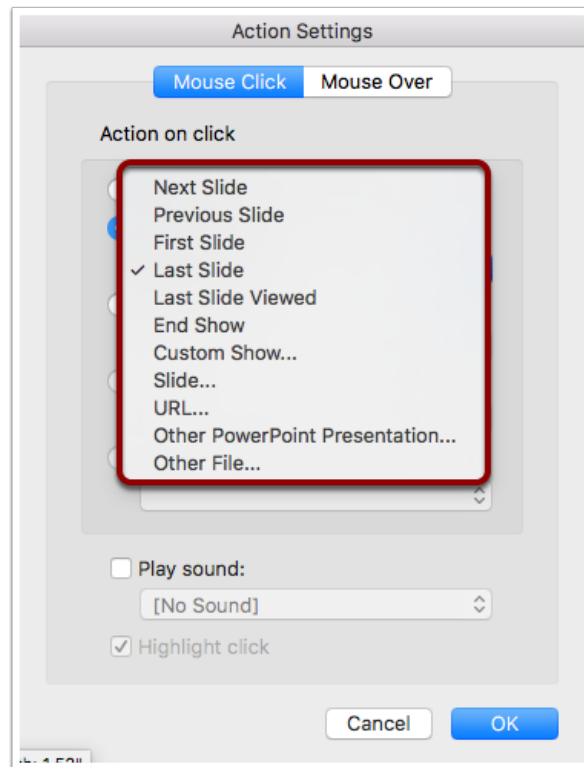 Action Settings
Mouse Click Mouse Over
Action on click
Next Slide
Previous Slide
First Slide
✓ Last Slide
Last Slide Viewed
End Show
Custom Show...
Slide...
URL...
Other PowerPoint Presentation...
Other File...
Play sound:
[No Sound]
Highlight click
Cancel OK